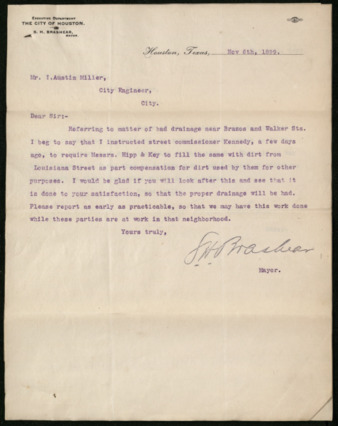 EXECUTIVE DEPARTMENT
THE CITY OF HOUSTON.
S. H. BRASHEAR,
MAYOR.
Houston, Texas, Nov 8th, 1899.
Mr. I. Austin Miller,
City Engineer,
City.
Dear Sir:-
Referring to matter of bad drainage near Brazos and Walker Sts.
I beg to say that I instructed street commissioner Kennedy, a few days
ago, to require Messrs. Hipp & Key to fill the same with dirt from
Louisiana Street as part compensation for dirt used by them for other
purposes. I would be glad if you will look after this and see that it
is done to your satisfaction, so that the proper drainage will be had.
Please report as early as practicable, so that we may have this work done
while these parties are at work in that neighborhood.
Yours truly,
S. H. Brashear
Mayor.